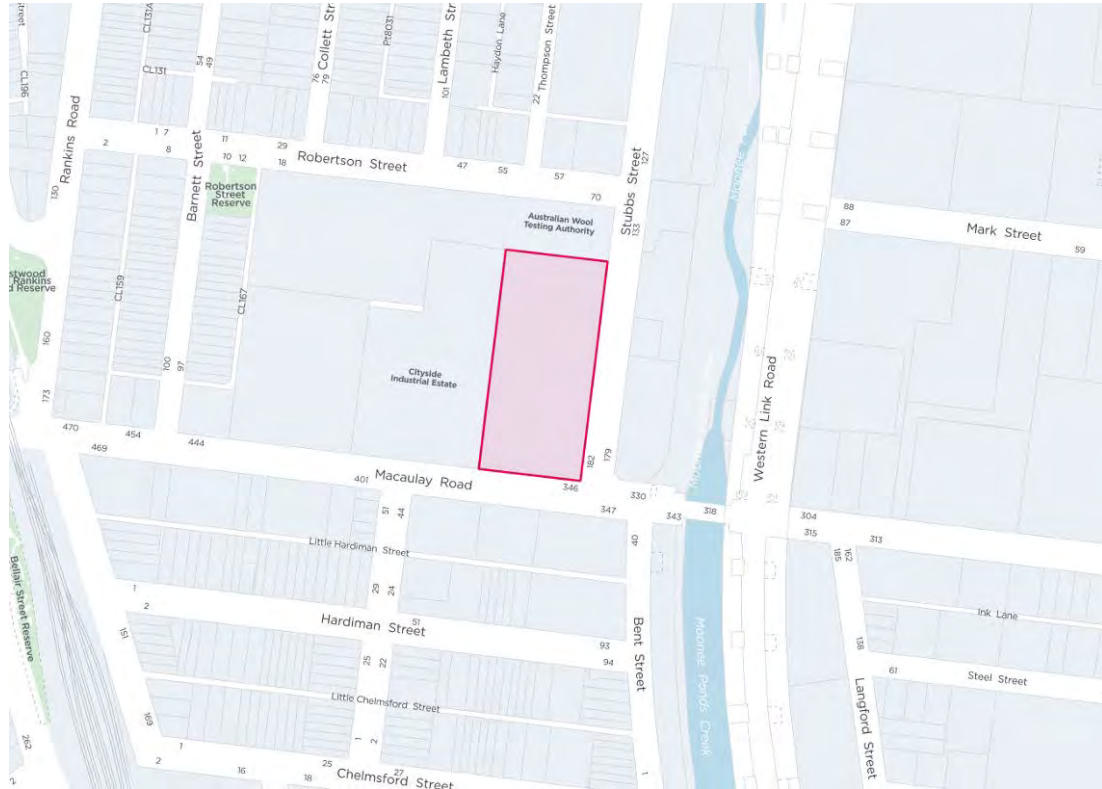 Street
CL131A
Collett Str
Pt8031
Lambeth Str
Haydon Lane
Thompson Street
CL196
CL131
54
49
76
79
101
22
Rankins Road
1 7
11
29
2
8
10 12
18
Robertson Street
47
55
57
70
127
130
Barnett Street
Robertson
Street
Reserve
Australian Wool
Testing Authority
Stubbs Street
133
88
87
Mark Street
59
stwood
Rankins
d Reserve
CL159
CL167
160
173
100
97
Cityside
Industrial Estate
Western Link Road
470
454
444
469
401
Macaulay Road
346
182
179
330
347
343
318
304
315
313
51
44
40
185
162
Little Hardiman Street
29
24
1
2
Hardiman Street
51
93
94
Bent Street
Moonee Ponds Creek
Ink Lane
138
61
Steel Street
Langford Street
Bellair Street Reserve
151
25
22
Little Chelmsford Street
169
1
2
1
2
16
18
25
27
Chelmsford Street
1
262